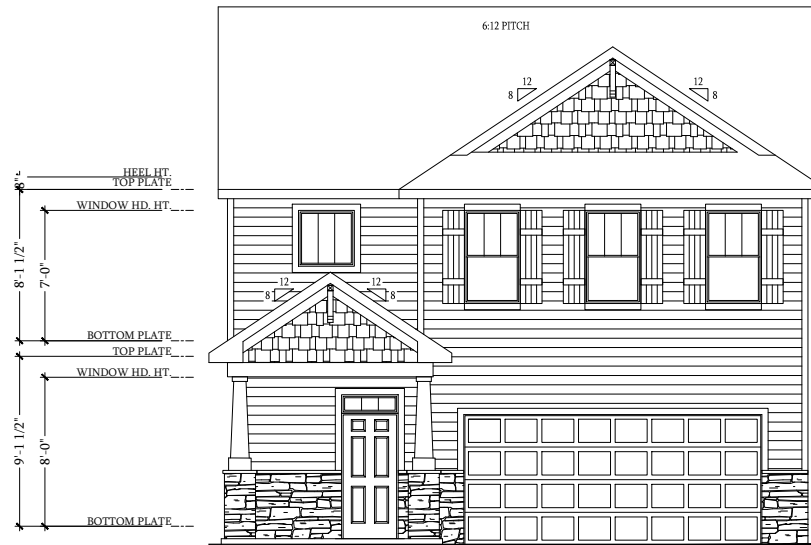 6:12 PITCH
12
8
12
8
HEEL HT.
8"
TOP PLATE
WINDOW HD. HT.
8'-1 1/2"
7'-0"
12
8
12
8
BOTTOM PLATE
TOP PLATE
WINDOW HD. HT.
9'-1 1/2"
8'-0"
BOTTOM PLATE